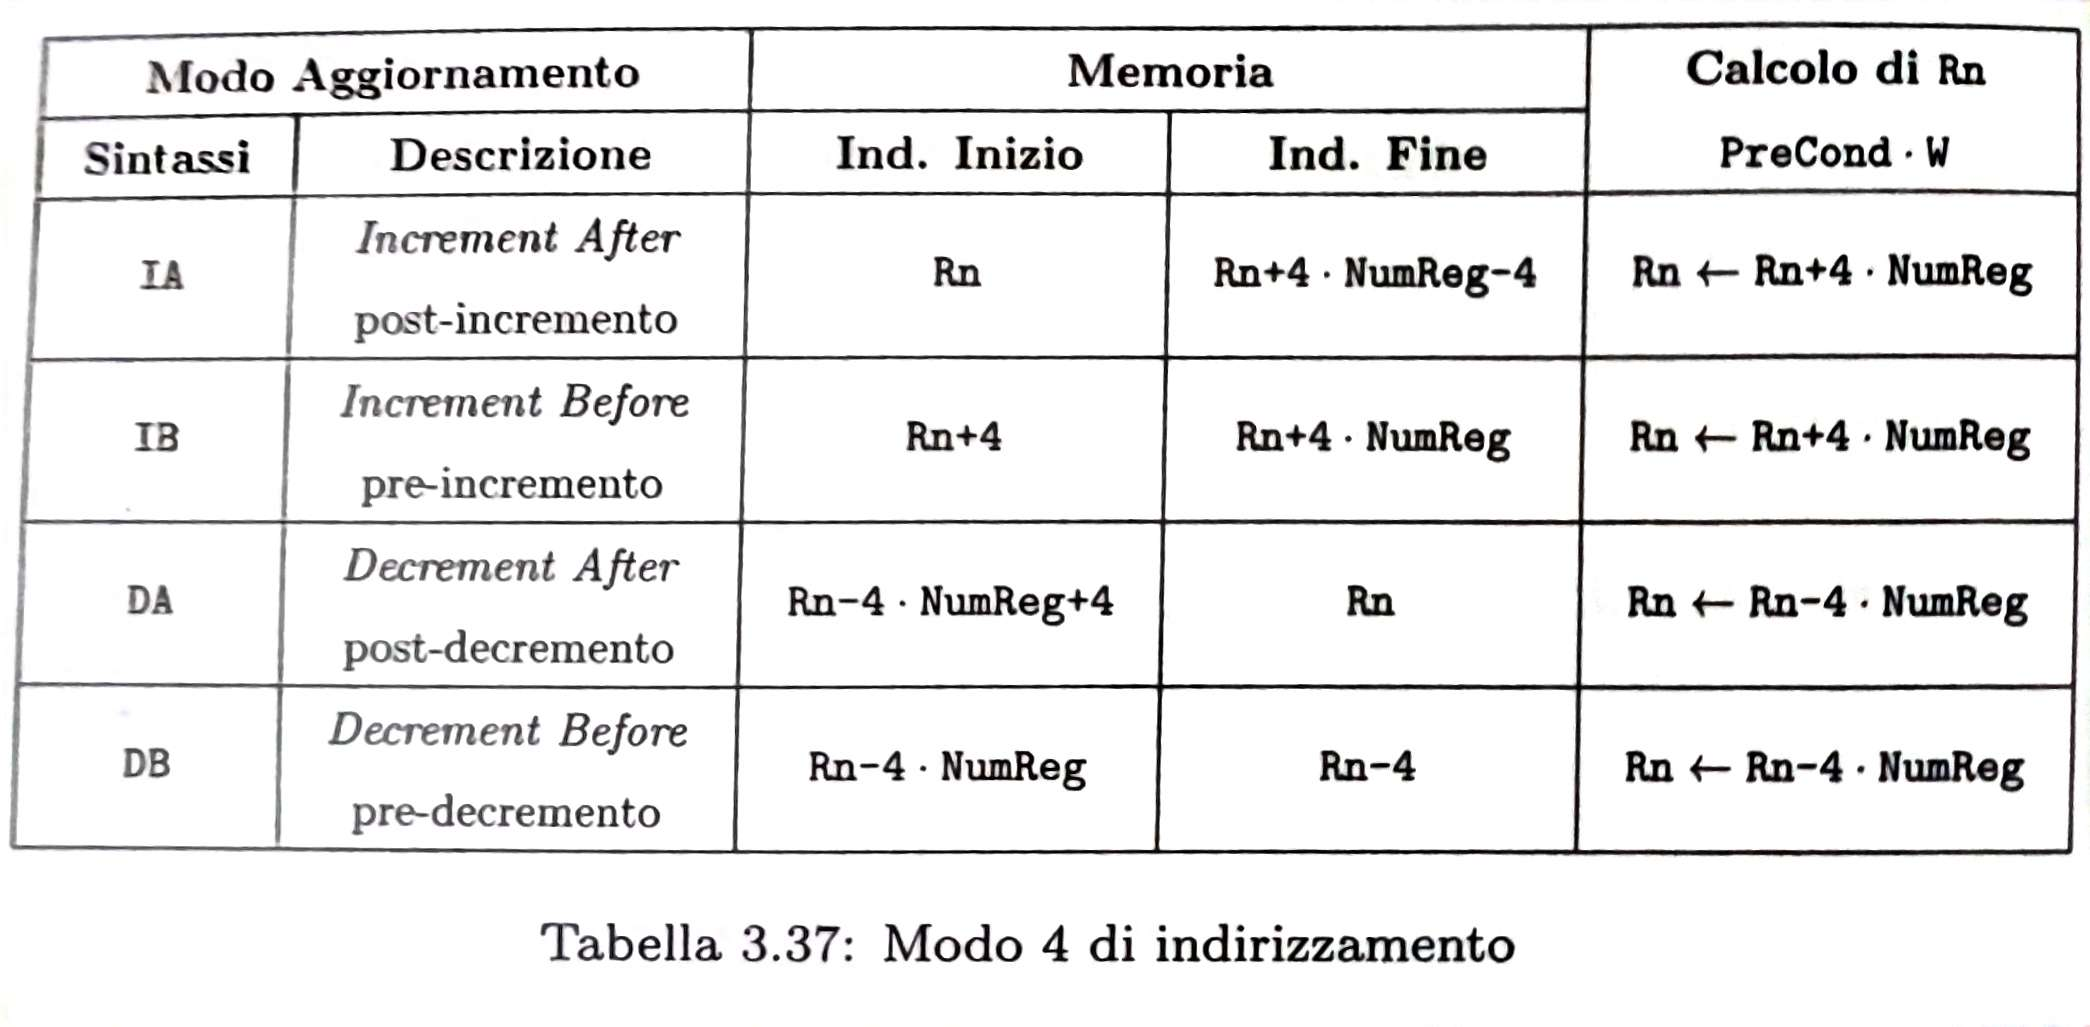 Modo Aggiornamento Memoria Calcolo di Rn
Sintassi Descrizione Ind. Inizio Ind. Fine PreCond · W
Increment After
IA Rn Rn+4 · NumReg-4 Rn ← Rn+4 · NumReg
post-incremento
Increment Before
IB Rn+4 Rn+4 · NumReg Rn ← Rn+4 · NumReg
pre-incremento
Decrement After
DA Rn-4 · NumReg+4 Rn Rn ← Rn-4 · NumReg
post-decremento
Decrement Before
DB Rn-4 · NumReg Rn-4 Rn ← Rn-4 · NumReg
pre-decremento
Tabella 3.37: Modo 4 di indirizzamento